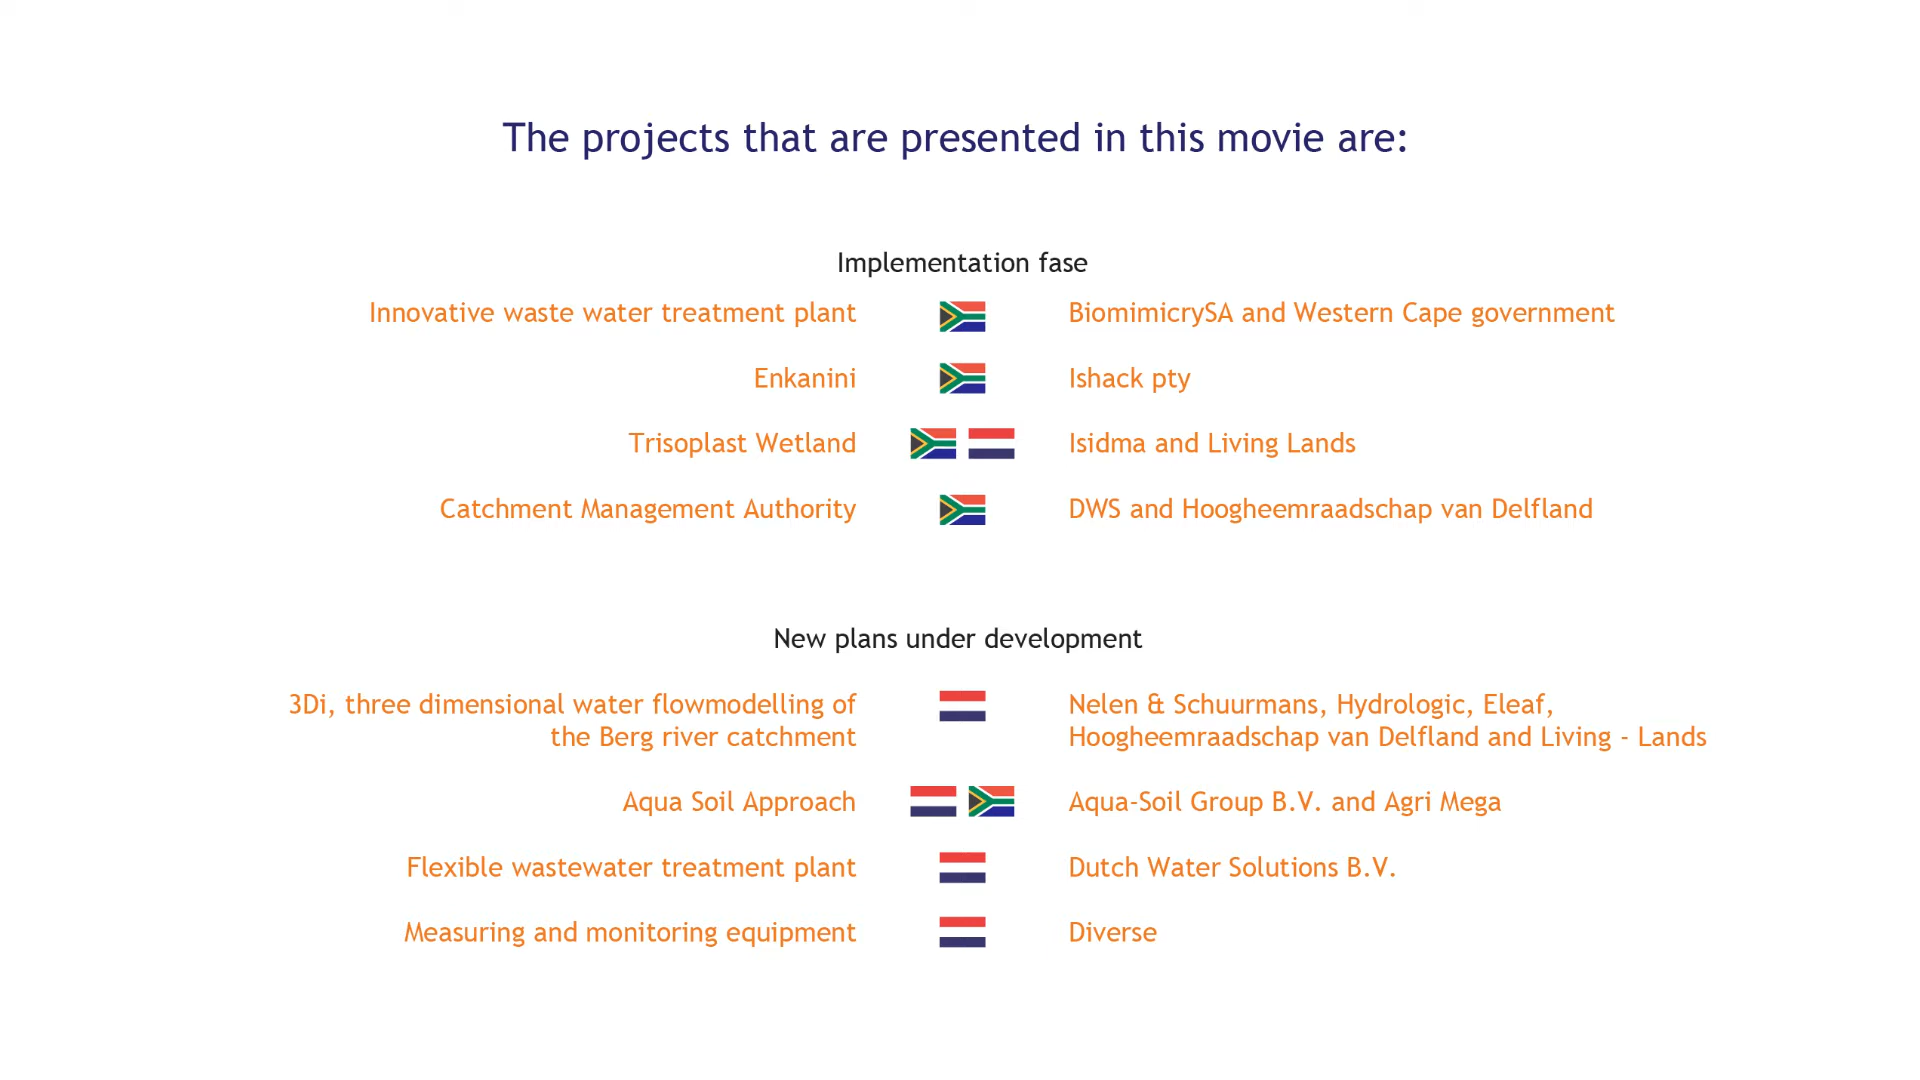 The projects that are presented in this movie are:
Implementation fase
Innovative waste water treatment plant BiomimicrySA and Western Cape government
Enkanini Ishack pty
Trisoplast Wetland Isidma and Living Lands
Catchment Management Authority DWS and Hoogheemraadschap van Delfland
New plans under development
3Di, three dimensional water flowmodelling of Nelen & Schuurmans, Hydrologic, Eleaf,
the Berg river catchment Hoogheemraadschap van Delfland and Living - Lands
Aqua Soil Approach Aqua-Soil Group B.V. and Agri Mega
Flexible wastewater treatment plant Dutch Water Solutions B.V.
Measuring and monitoring equipment Diverse